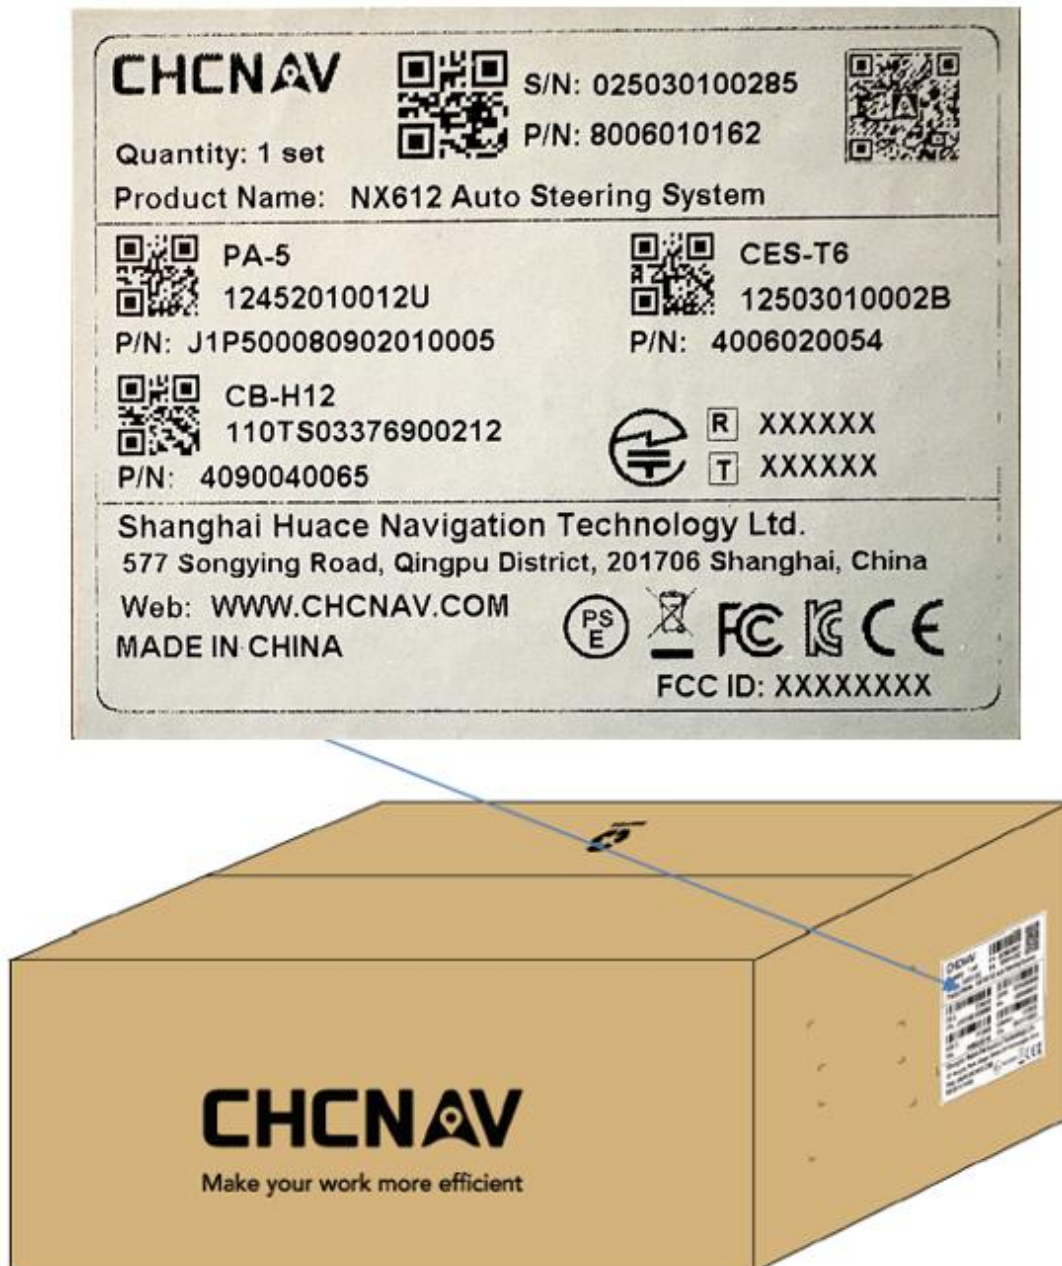 CHCNAV
S/N: 025030100285
P/N: 8006010162
Quantity: 1 set
Product Name: NX612 Auto Steering System
PA-5
12452010012U
P/N: J1P500080902010005
CES-T6
12503010002B
P/N: 4006020054
CB-H12
110TS03376900212
P/N: 4090040065
R XXXXXX
T XXXXXX
Shanghai Huace Navigation Technology Ltd.
577 Songying Road, Qingpu District, 201706 Shanghai, China
Web: WWW.CHCNAV.COM
MADE IN CHINA
PS
E
FC
CE
FCC ID: XXXXXXXX
CHCNAV
CHCNAV
Make your work more efficient